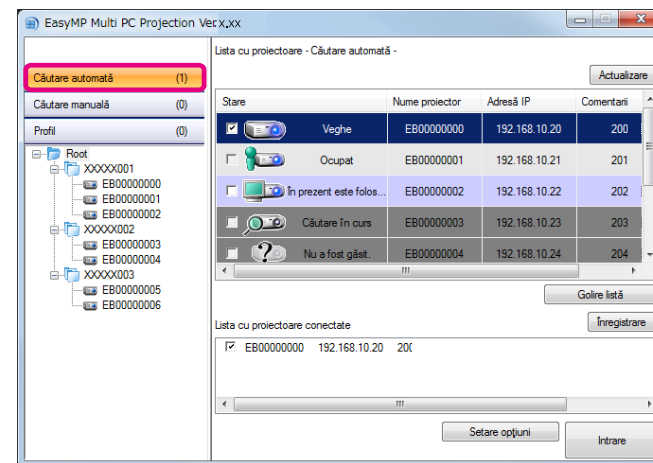 EasyMP Multi PC Projection Ver.x.xx
Lista cu proiectoare - Căutare automată -
Actualizare
Căutare automată (1)
Căutare manuală (0)
Profil (0)
Root
XXXXX001
EB00000000
EB00000001
EB00000002
XXXXX002
EB00000003
EB00000004
XXXXX003
EB00000005
EB00000006
Stare Nume proiector Adresă IP Comentarii
Veghe EB00000000 192.168.10.20 200
Ocupat EB00000001 192.168.10.21 201
În prezent este folos... EB00000002 192.168.10.22 202
Căutare în curs EB00000003 192.168.10.23 203
Nu a fost găsit. EB00000004 192.168.10.24 204
Golire listă
Lista cu proiectoare conectate
Înregistrare
EB00000000 192.168.10.20 200
Setare opţiuni
Intrare